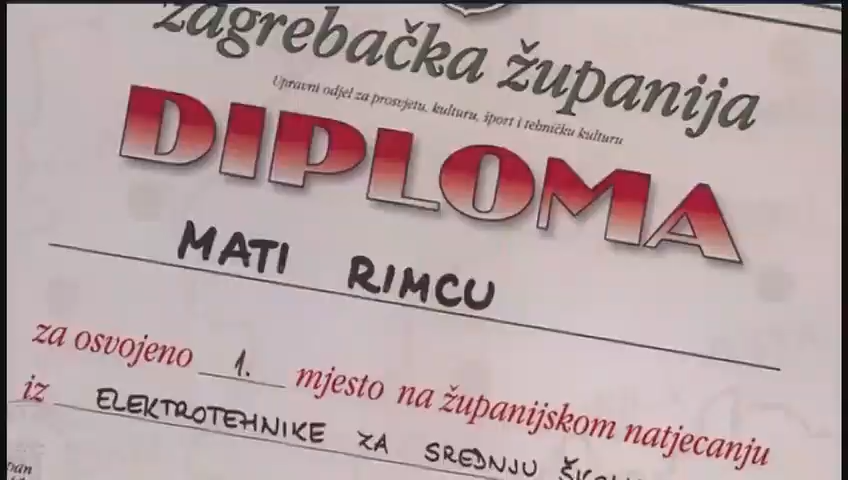 zagrebačka županija
Upravni odjel za prosvjetu, kulturu, šport i tehničku kulturu
DIPLOMA
MATI RIMCU
za osvojeno 1. mjesto na županijskom natjecanju
iz ELEKTROTEHNIKE ZA SREDNJU